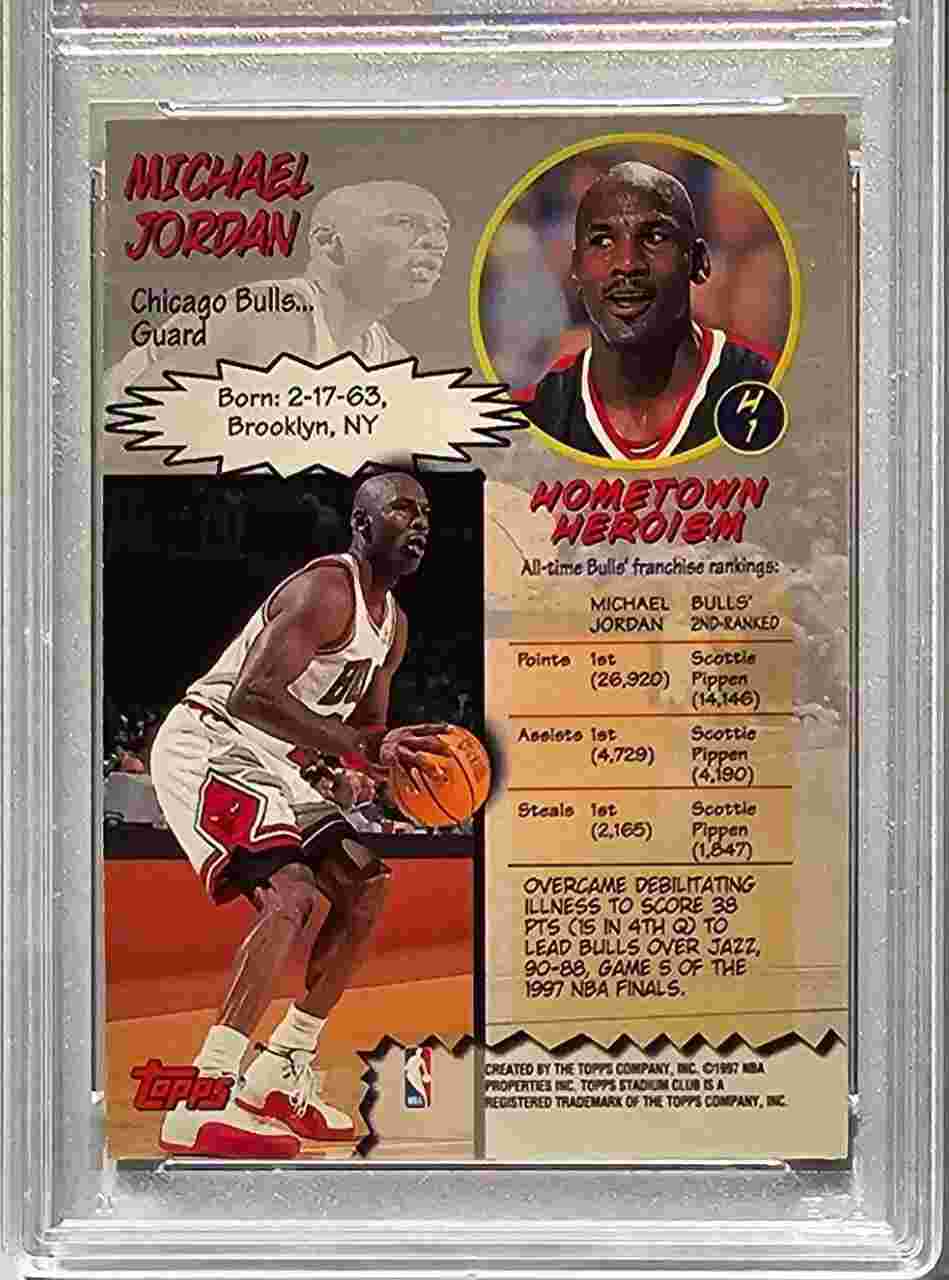 MICHAEL
JORDAN
Chicago Bulls...
Guard
Born: 2-17-63,
Brooklyn, NY
H
1
HOMETOWN
HEROISM
All-time Bulls' franchise rankings:
MICHAEL BULLS'
JORDAN 2ND-RANKED
Points 1st Scottie
(26,920) Pippen
(14,146)
Assists 1st Scottie
(4,729) Pippen
(4,190)
Steals 1st Scottie
(2,165) Pippen
(1,847)
OVERCAME DEBILITATING
ILLNESS TO SCORE 38
PTS (15 IN 4TH Q) TO
LEAD BULLS OVER JAZZ,
90-88, GAME 5 OF THE
1997 NBA FINALS.
Topps
NBA
CREATED BY THE TOPPS COMPANY, INC. ©1997 NBA
PROPERTIES INC. TOPPS STADIUM CLUB IS A
REGISTERED TRADEMARK OF THE TOPPS COMPANY, INC.